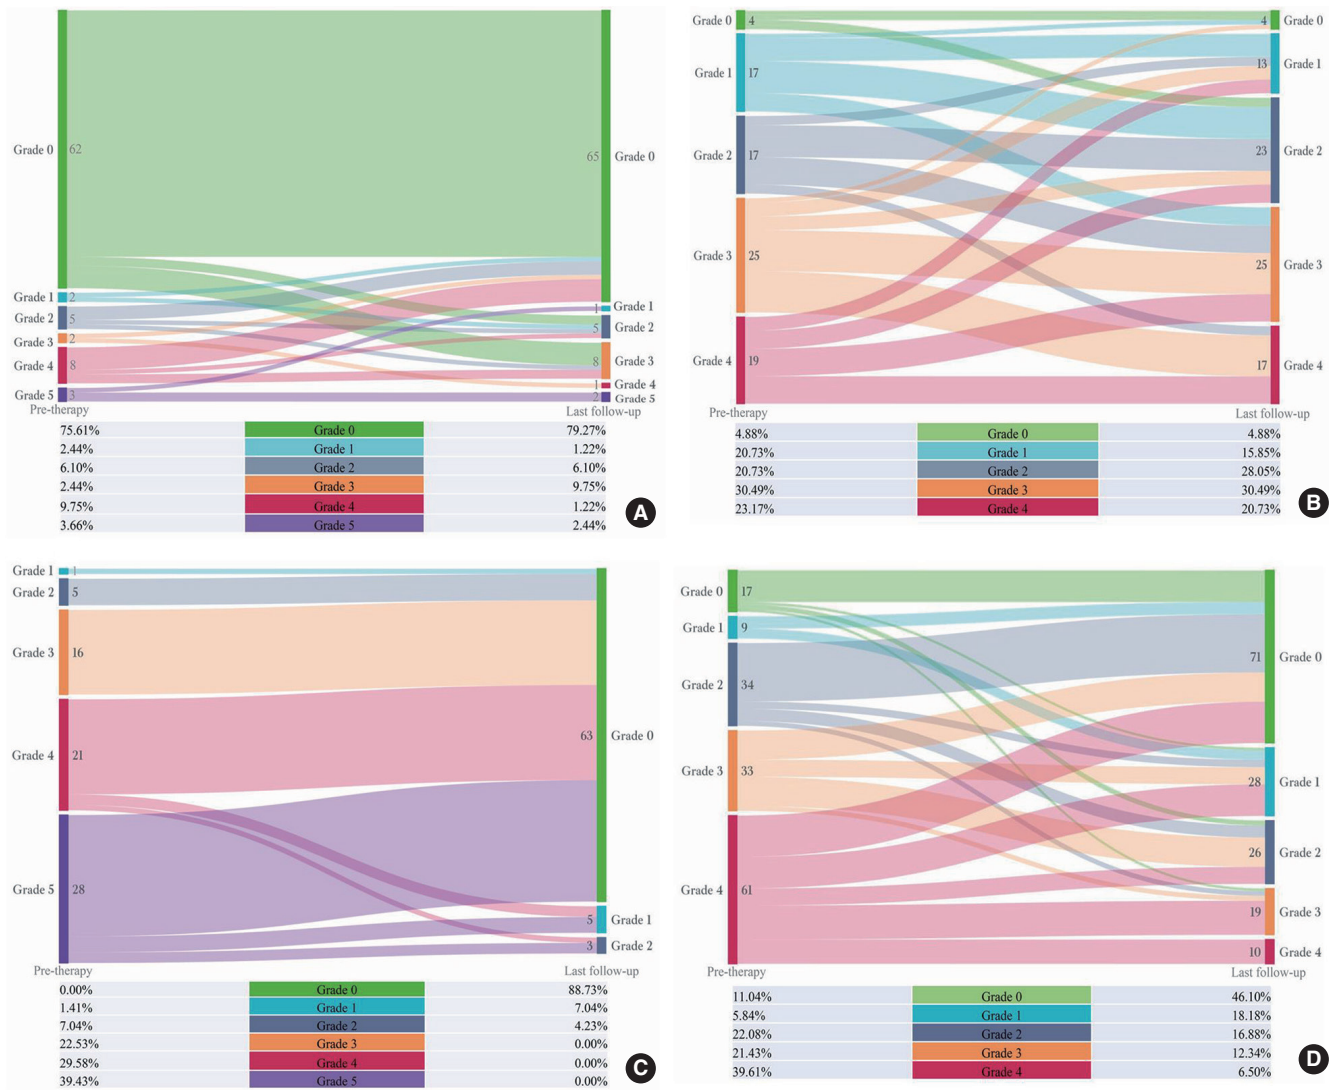 Grade 0 62 65 Grade 0
Grade 1 2 1 Grade 1
Grade 2 5 5 Grade 2
Grade 3 2 8 Grade 3
Grade 4 8 1 Grade 4
Grade 5 3 2 Grade 5
Pre-therapy Last follow-up
75.61% Grade 0 79.27%
2.44% Grade 1 1.22%
6.10% Grade 2 6.10%
2.44% Grade 3 9.75%
9.75% Grade 4 1.22%
3.66% Grade 5 2.44%
A
Grade 0 4 4 Grade 0
Grade 1 17 13 Grade 1
Grade 2 17 23 Grade 2
Grade 3 25 25 Grade 3
Grade 4 19 17 Grade 4
Pre-therapy Last follow-up
4.88% Grade 0 4.88%
20.73% Grade 1 15.85%
20.73% Grade 2 28.05%
30.49% Grade 3 30.49%
23.17% Grade 4 20.73%
B
Grade 1 1
Grade 2 5
Grade 3 16
Grade 4 21 63 Grade 0
Grade 5 28 5 Grade 1
3 Grade 2
Pre-therapy Last follow-up
0.00% Grade 0 88.73%
1.41% Grade 1 7.04%
7.04% Grade 2 4.23%
22.53% Grade 3 0.00%
29.58% Grade 4 0.00%
39.43% Grade 5 0.00%
C
Grade 0 17 71 Grade 0
Grade 1 9 28 Grade 1
Grade 2 34 26 Grade 2
Grade 3 33 19 Grade 3
Grade 4 61 10 Grade 4
Pre-therapy Last follow-up
11.04% Grade 0 46.10%
5.84% Grade 1 18.18%
22.08% Grade 2 16.88%
21.43% Grade 3 12.34%
39.61% Grade 4 6.50%
D